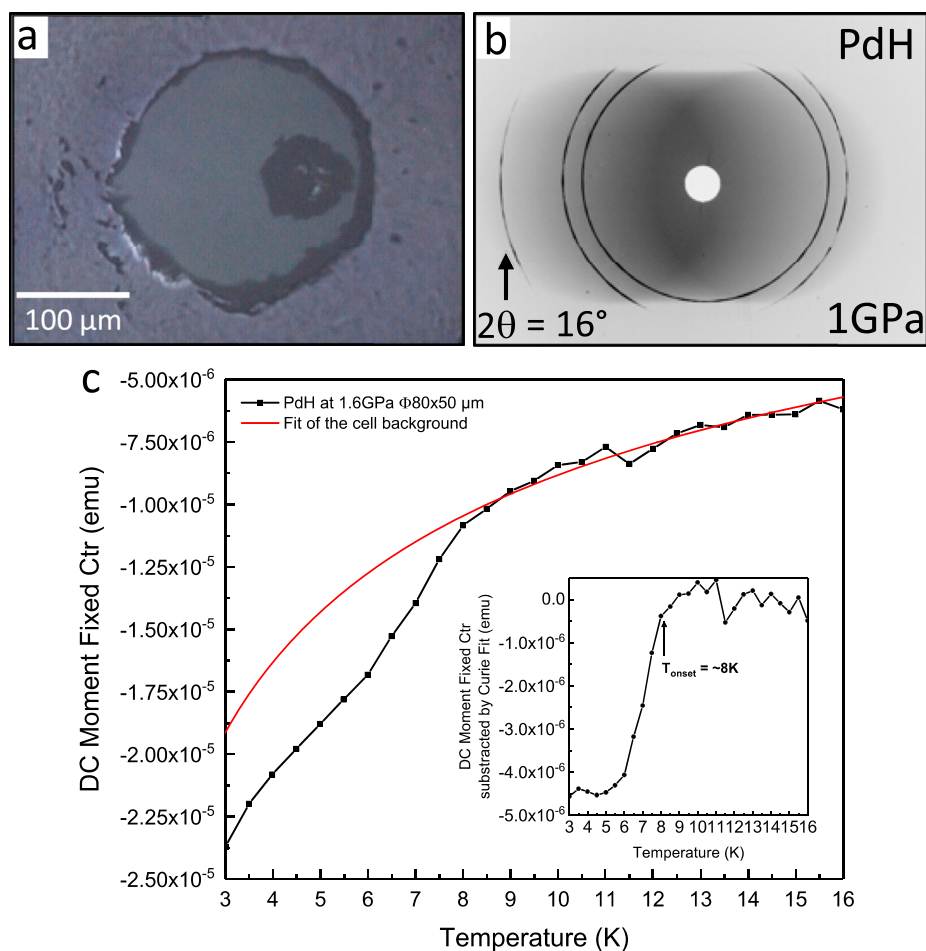 a
100 μm
b
PdH
2θ = 16°
1GPa
c
-5.00x10⁻⁶
-7.50x10⁻⁶
-1.00x10⁻⁵
-1.25x10⁻⁵
-1.50x10⁻⁵
-1.75x10⁻⁵
-2.00x10⁻⁵
-2.25x10⁻⁵
-2.50x10⁻⁵
DC Moment Fixed Ctr (emu)
PdH at 1.6GPa Φ80x50 μm
Fit of the cell background
0.0
-1.0x10⁻⁶
-2.0x10⁻⁶
-3.0x10⁻⁶
-4.0x10⁻⁶
-5.0x10⁻⁶
DC Moment Fixed Ctr
substracted by Curie Fit (emu)
Tonset = ~8K
3 4 5 6 7 8 9 10 11 12 13 14 15 16
Temperature (K)
3 4 5 6 7 8 9 10 11 12 13 14 15 16
Temperature (K)